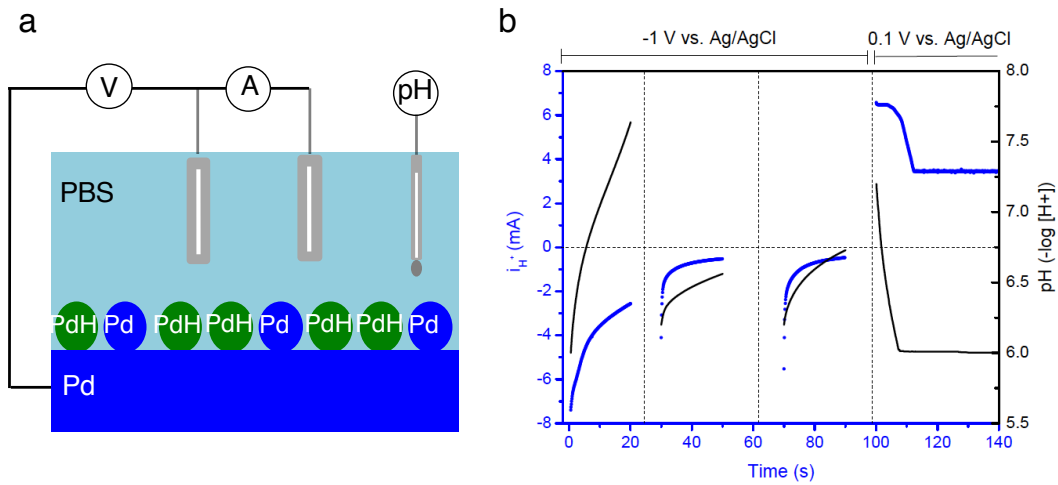 a
V
A
pH
PBS
PdH
Pd
PdH
PdH
Pd
PdH
PdH
Pd
Pd
b
-1 V vs. Ag/AgCl
0.1 V vs. Ag/AgCl
8
6
4
2
0
-2
-4
-6
-8
i_H⁺ (mA)
0
20
40
60
80
100
120
140
Time (s)
8.0
7.5
7.0
6.5
6.0
5.5
pH (-log [H+])